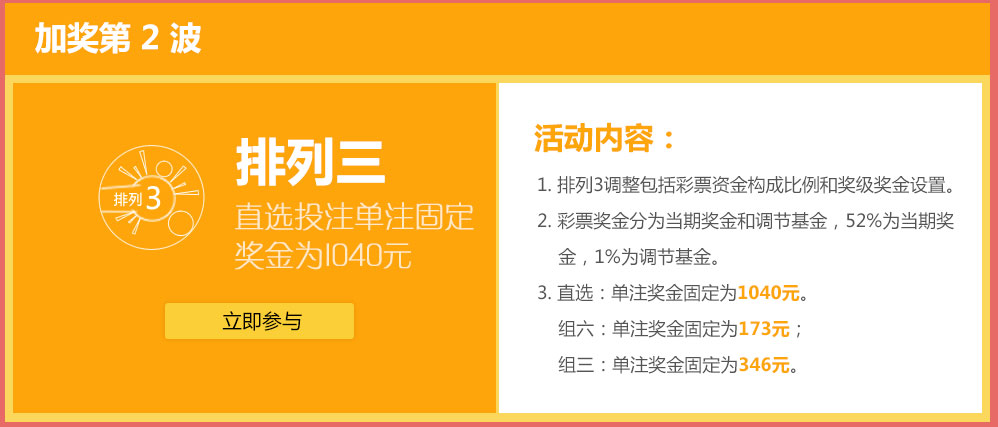 加奖第 2 波
排列3
排列三
直选投注单注固定
奖金为1040元
立即参与
活动内容：
1. 排列3调整包括彩票资金构成比例和奖级奖金设置。
2. 彩票奖金分为当期奖金和调节基金，52%为当期奖
金，1%为调节基金。
3. 直选：单注奖金固定为1040元。
组六：单注奖金固定为173元；
组三：单注奖金固定为346元。